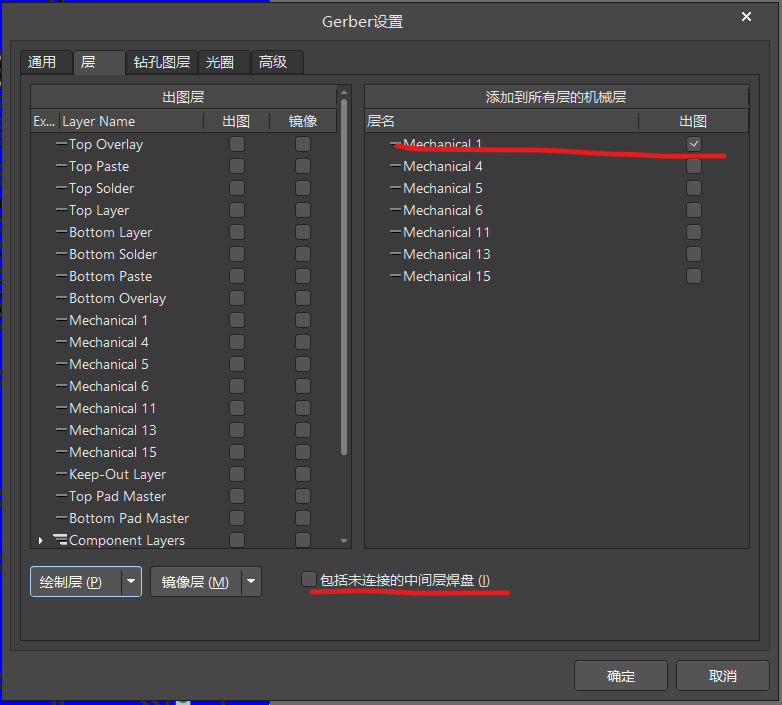 Gerber设置
通用 层 钻孔图层 光圈 高级
出图层
Ex... Layer Name 出图 镜像
Top Overlay
Top Paste
Top Solder
Top Layer
Bottom Layer
Bottom Solder
Bottom Paste
Bottom Overlay
Mechanical 1
Mechanical 4
Mechanical 5
Mechanical 6
Mechanical 11
Mechanical 13
Mechanical 15
Keep-Out Layer
Top Pad Master
Bottom Pad Master
Component Layers
添加到所有层的机械层
层名 出图
Mechanical 1
Mechanical 4
Mechanical 5
Mechanical 6
Mechanical 11
Mechanical 13
Mechanical 15
绘制层 (P) 镜像层 (M) 包括未连接的中间层焊盘 (I)
确定 取消